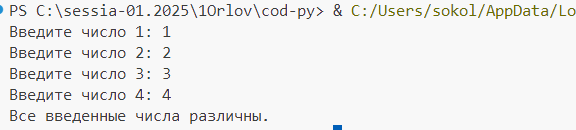 PS C:\sessia-01.2025\1Orlov\cod-py> & C:/Users/sokol/AppData/Lo
Введите число 1: 1
Введите число 2: 2
Введите число 3: 3
Введите число 4: 4
Все введенные числа различны.